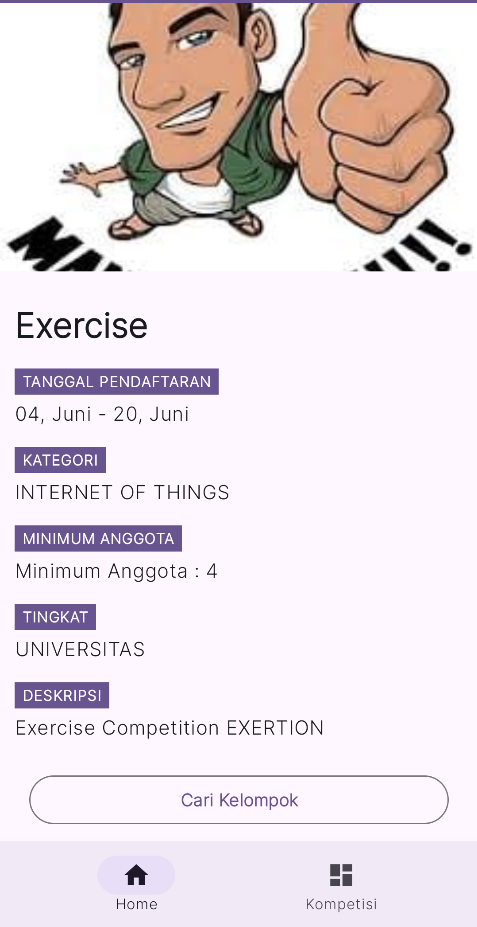 Exercise
TANGGAL PENDAFTARAN
04, Juni - 20, Juni
KATEGORI
INTERNET OF THINGS
MINIMUM ANGGOTA
Minimum Anggota : 4
TINGKAT
UNIVERSITAS
DESKRIPSI
Exercise Competition EXERTION
Cari Kelompok
Home
Kompetisi